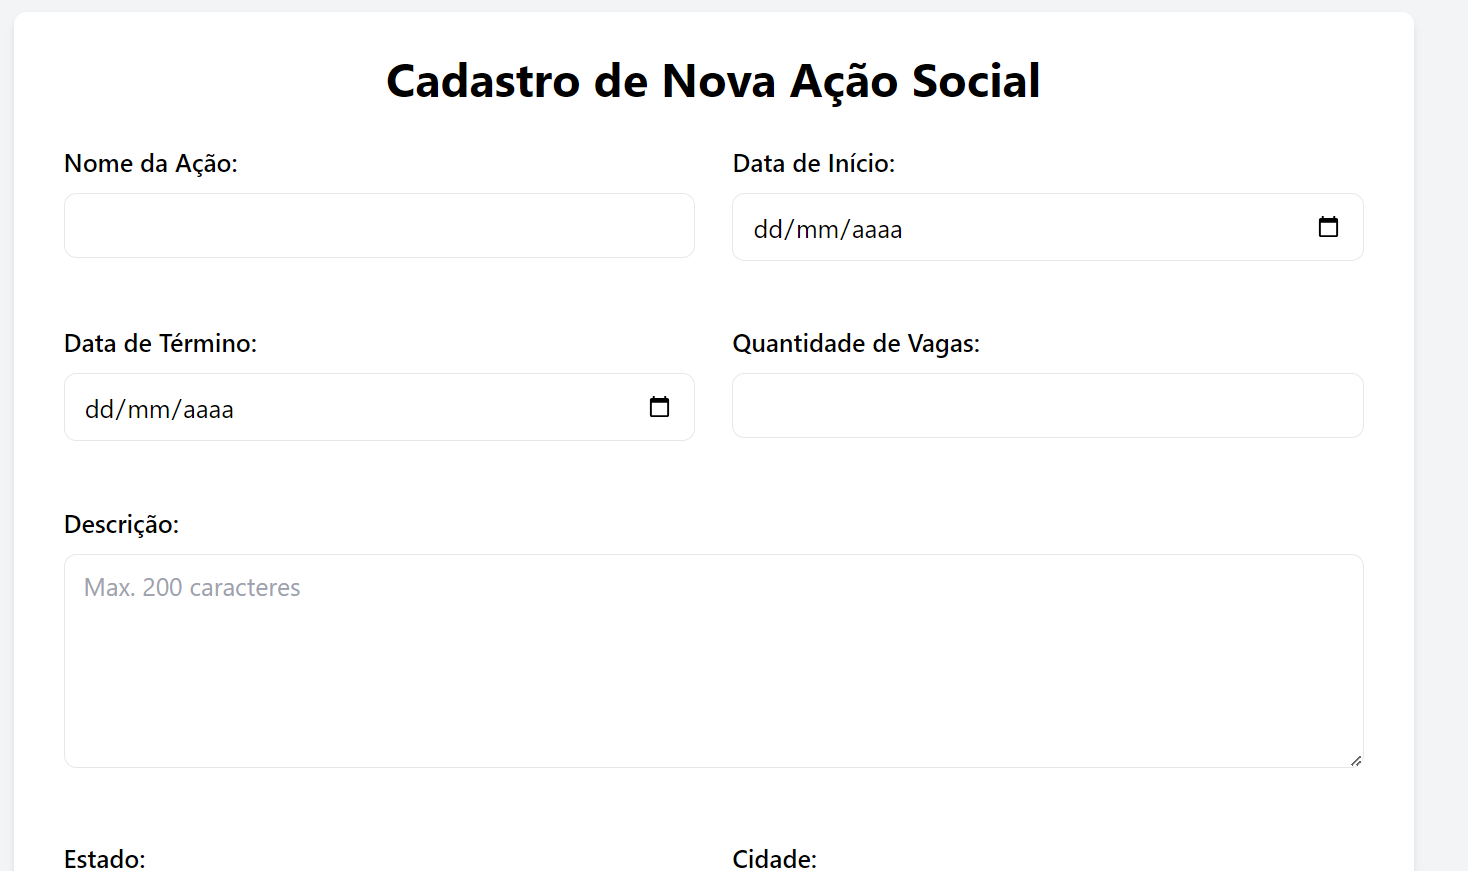 Cadastro de Nova Ação Social
Nome da Ação:
Data de Início:
dd/mm/aaaa
Data de Término:
Quantidade de Vagas:
dd/mm/aaaa
Descrição:
Max. 200 caracteres
Estado:
Cidade: